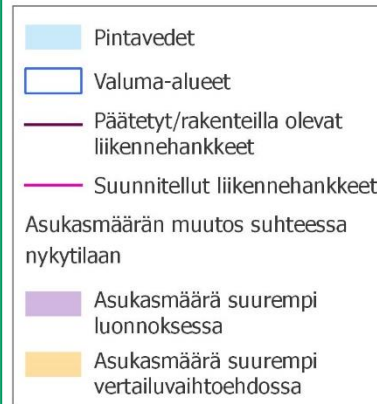 Pintavedet
Valuma-alueet
Päätetyt/rakenteilla olevat
liikennehankkeet
Suunnitellut liikennehankkeet
Asukasmäärän muutos suhteessa
nykytilaan
Asukasmäärä suurempi
luonnoksessa
Asukasmäärä suurempi
vertailuvaihtoehdossa